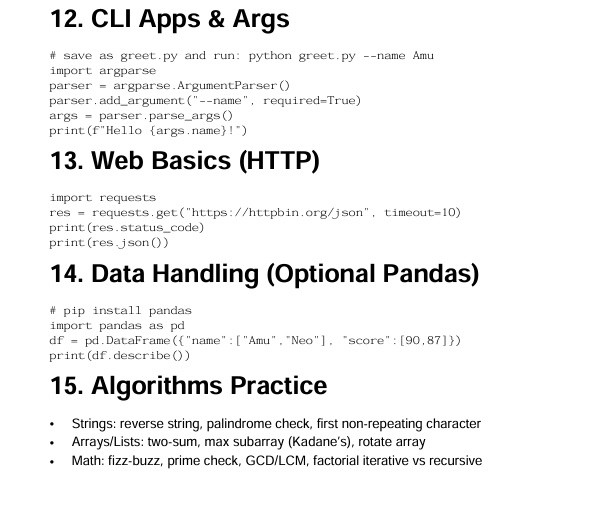 12. CLI Apps & Args
# save as greet.py and run: python greet.py --name Amu
import argparse
parser = argparse.ArgumentParser()
parser.add_argument("--name", required=True)
args = parser.parse_args()
print(f"Hello {args.name}!")
13. Web Basics (HTTP)
import requests
res = requests.get("https://httpbin.org/json", timeout=10)
print(res.status_code)
print(res.json())
14. Data Handling (Optional Pandas)
# pip install pandas
import pandas as pd
df = pd.DataFrame({"name":["Amu","Neo"], "score":[90,87]})
print(df.describe())
15. Algorithms Practice
• Strings: reverse string, palindrome check, first non-repeating character
• Arrays/Lists: two-sum, max subarray (Kadane's), rotate array
• Math: fizz-buzz, prime check, GCD/LCM, factorial iterative vs recursive